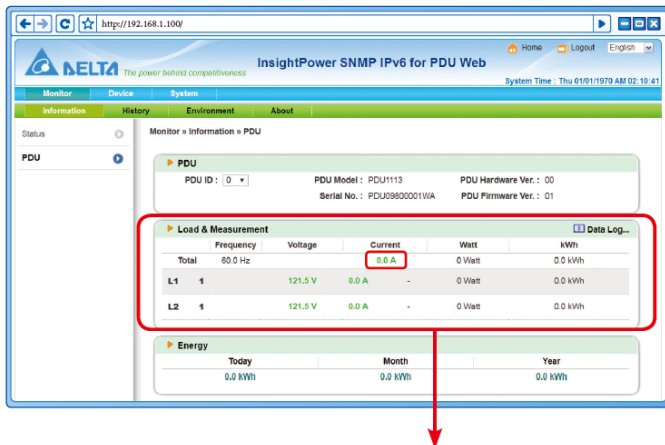 http://192.168.1.100/
Home Logout English
DELTA The power behind competitiveness
InsightPower SNMP IPv6 for PDU Web
System Time : Thu 01/01/1970 AM 02:10:41
Monitor Device System
Information History Environment About
Status
PDU
Monitor » Information » PDU
PDU
PDU ID : 0 PDU Model : PDU1113 PDU Hardware Ver. : 00
Serial No. : PDU09800001WA PDU Firmware Ver. : 01
Load & Measurement Data Log...
Frequency Voltage Current Watt kWh
Total 60.0 Hz 0.0 A 0 Watt 0.0 kWh
L1 1 121.5 V 0.0 A - 0 Watt 0.0 kWh
L2 1 121.5 V 0.0 A - 0 Watt 0.0 kWh
Energy
Today Month Year
0.0 kWh 0.0 kWh 0.0 kWh